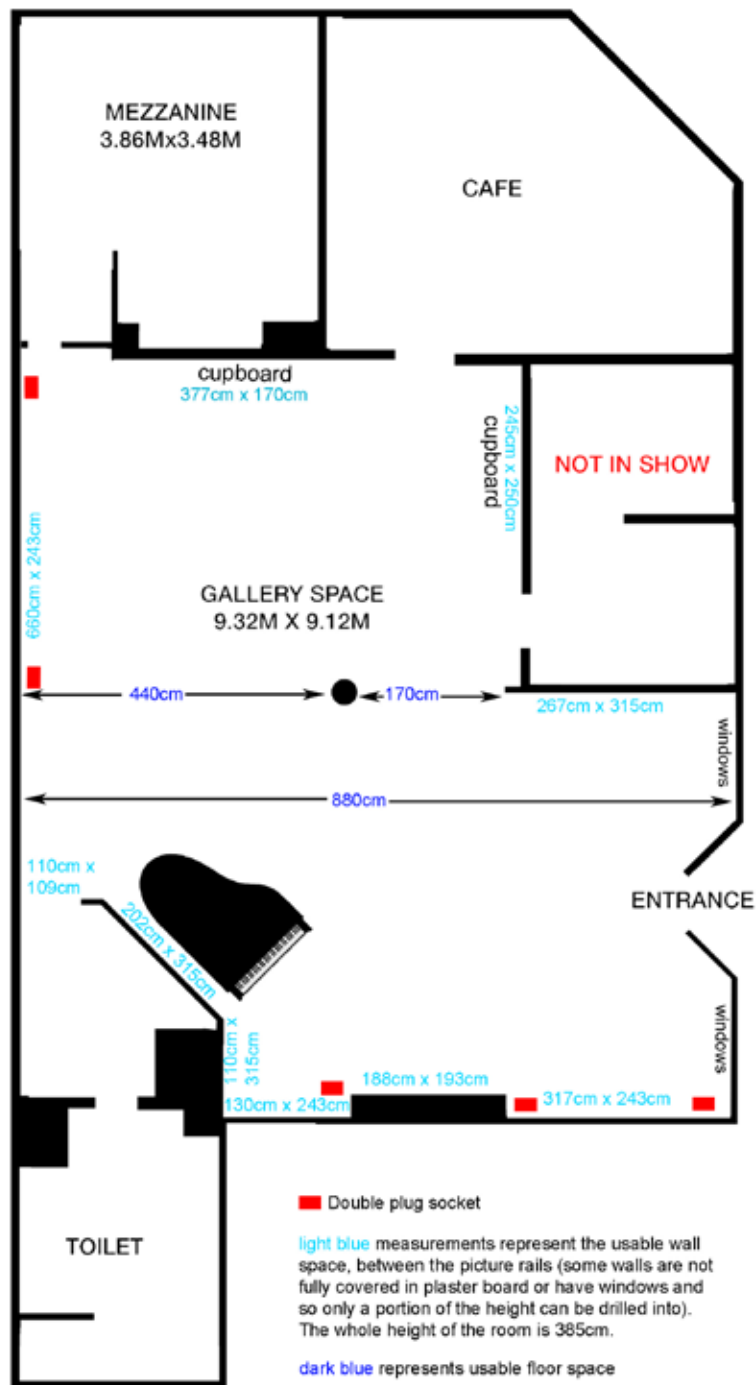 MEZZANINE
3.86Mx3.48M
CAFE
cupboard
377cm x 170cm
245cm x 250cm
cupboard
NOT IN SHOW
660cm x 243cm
GALLERY SPACE
9.32M X 9.12M
440cm
170cm
267cm x 315cm
windows
880cm
110cm x
109cm
202cm x 315cm
ENTRANCE
windows
110cm x
315cm
130cm x 243cm
188cm x 193cm
317cm x 243cm
TOILET
Double plug socket
light blue measurements represent the usable wall
space, between the picture rails (some walls are not
fully covered in plaster board or have windows and
so only a portion of the height can be drilled into).
The whole height of the room is 385cm.
dark blue represents usable floor space